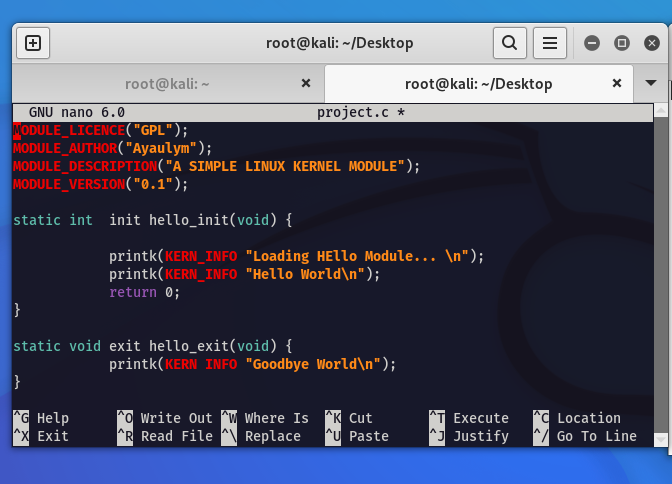 root@kali: ~/Desktop
root@kali: ~
root@kali: ~/Desktop
GNU nano 6.0 project.c *
MODULE_LICENCE("GPL");
MODULE_AUTHOR("Ayaulym");
MODULE_DESCRIPTION("A SIMPLE LINUX KERNEL MODULE");
MODULE_VERSION("0.1");
static int  init hello_init(void) {
printk(KERN_INFO "Loading HEllo Module... \n");
printk(KERN_INFO "Hello World\n");
return 0;
}
static void exit hello_exit(void) {
printk(KERN INFO "Goodbye World\n");
}
^G Help ^O Write Out ^W Where Is ^K Cut ^T Execute ^C Location
^X Exit ^R Read File ^\ Replace ^U Paste ^J Justify ^/ Go To Line